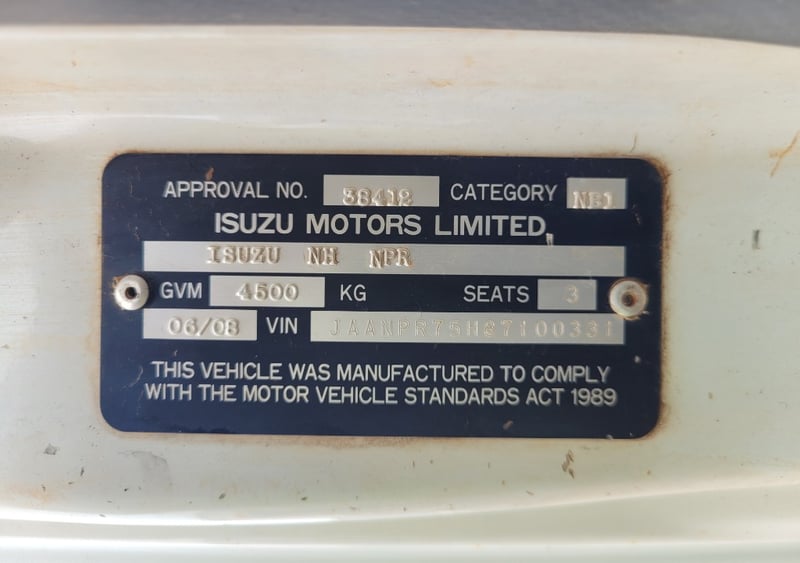 APPROVAL NO. 38412 CATEGORY NB1
ISUZU MOTORS LIMITED
ISUZU NH NPR
GVM 4500 KG SEATS 3
06/08 VIN JAANPR75H87100331
THIS VEHICLE WAS MANUFACTURED TO COMPLY
WITH THE MOTOR VEHICLE STANDARDS ACT 1989